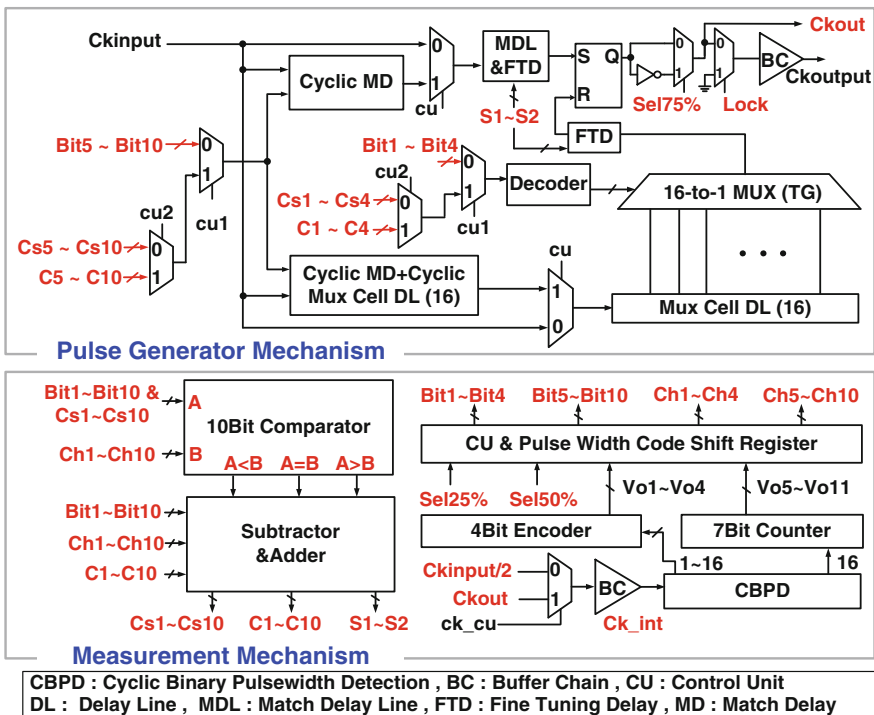 Ckinput
0
1
cu
Cyclic MD
MDL
&FTD
S1~S2
S
Q
R
0
1
Sel75%
0
1
Lock
BC
Ckout
Ckoutput
FTD
Bit5 ~ Bit10
0
1
cu1
cu2
Cs5 ~ Cs10
0
C5 ~ C10
1
Bit1~ Bit4
0
1
cu1
cu2
Cs1 ~ Cs4
0
C1 ~ C4
1
Decoder
16-to-1 MUX (TG)
Cyclic MD+Cyclic
Mux Cell DL (16)
cu
1
0
Mux Cell DL (16)
Pulse Generator Mechanism
Bit1~Bit10 &
Cs1~Cs10
A
10Bit Comparator
Ch1~Ch10
B
A<B A=B A>B
Bit1~Bit10
Ch1~Ch10
C1~C10
Subtractor
&Adder
Cs1~Cs10 C1~C10 S1~S2
Bit1~Bit4 Bit5~Bit10 Ch1~Ch4 Ch5~Ch10
CU & Pulse Width Code Shift Register
Sel25% Sel50% Vo1~Vo4 Vo5~Vo11
4Bit Encoder
7Bit Counter
1~16
16
Ckinput/2
0
Ckout
1
ck_cu
BC
Ck_int
CBPD
Measurement Mechanism
CBPD : Cyclic Binary Pulsewidth Detection , BC : Buffer Chain , CU : Control Unit
DL : Delay Line , MDL : Match Delay Line , FTD : Fine Tuning Delay , MD : Match Delay